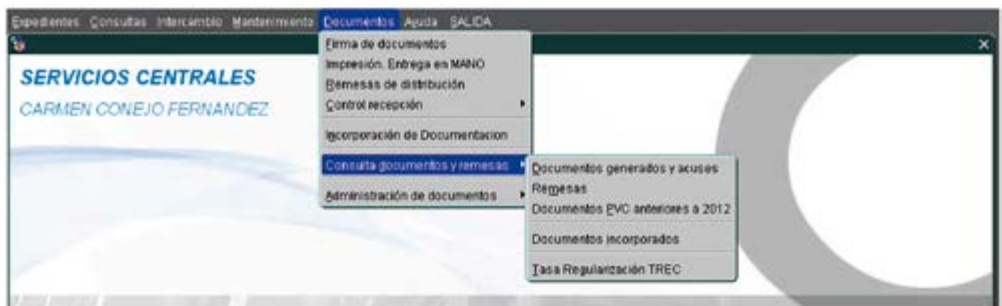 Expedientes Consultas Intercambio Mantenimiento Documentos Ayuda SALIDA
SERVICIOS CENTRALES
CARMEN CONEJO FERNANDEZ
Firma de documentos
Impresión. Entrega en MANO
Remesas de distribución
Control recepción
Incorporación de Documentacion
Consulta documentos y remesas
Administración de documentos
Documentos generados y acuses
Remesas
Documentos PVC anteriores a 2012
Documentos incorporados
Tasa Regularización TREC